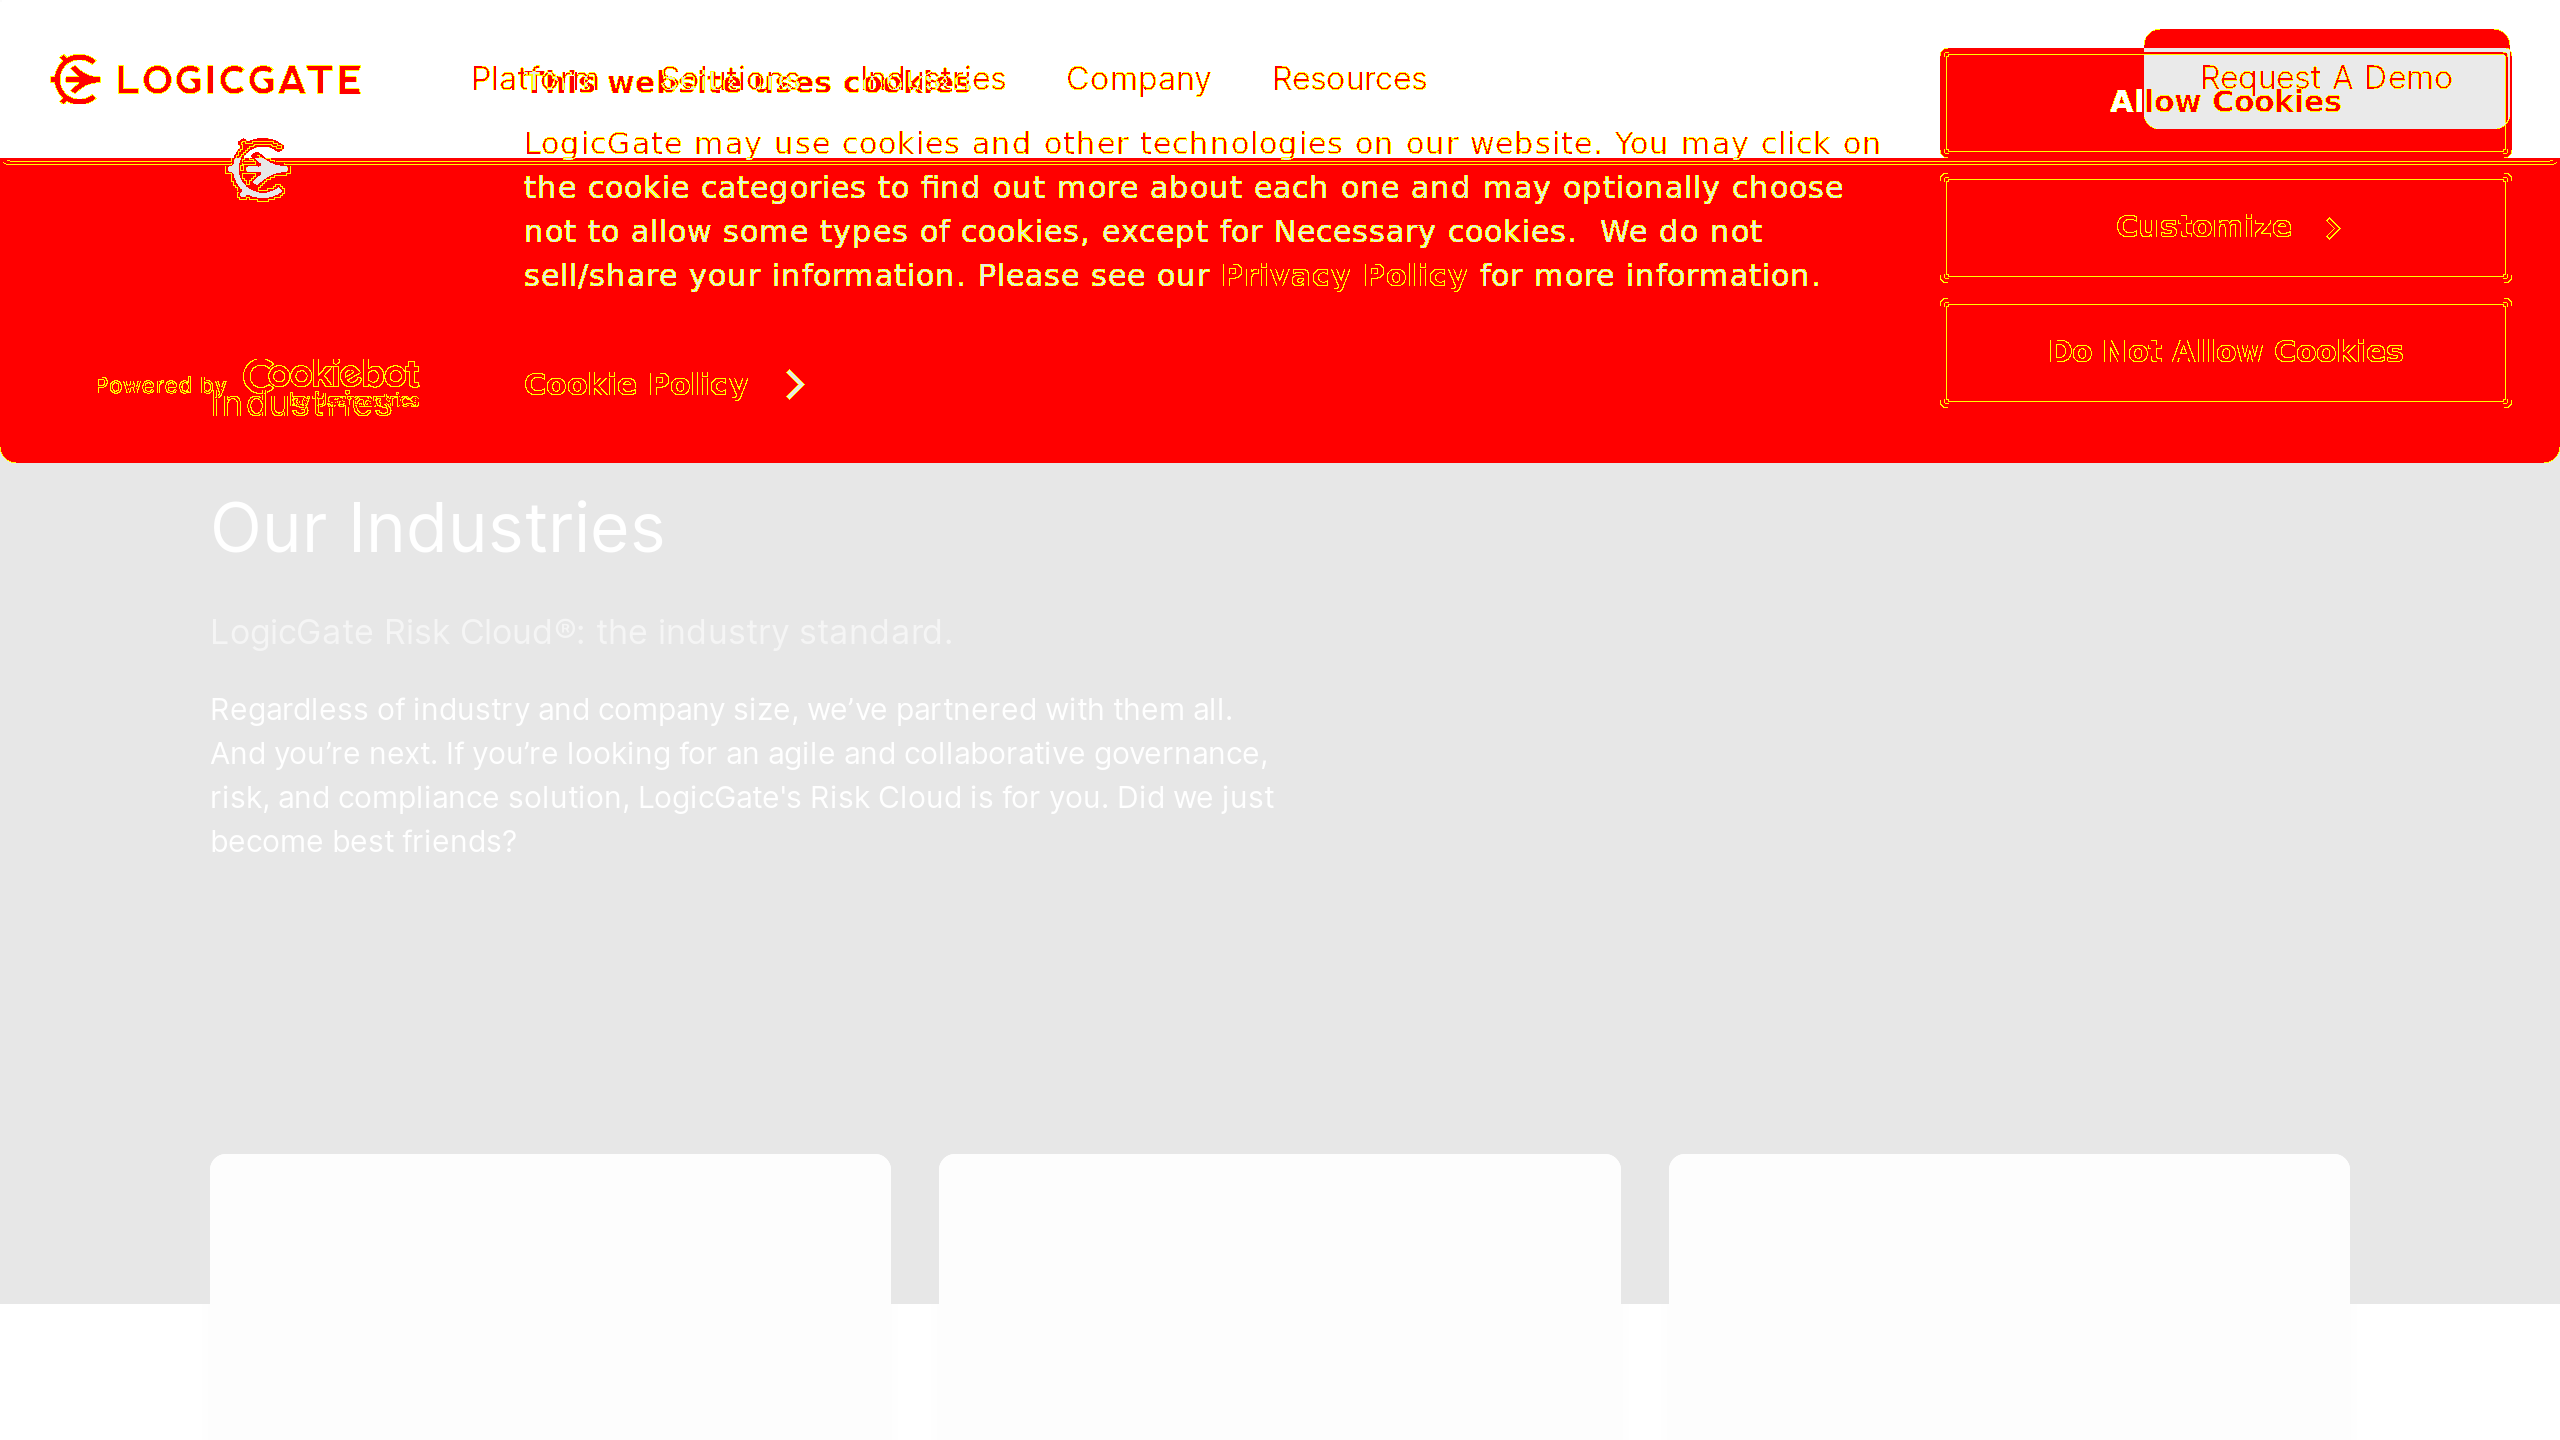 LOGICGATE
Platform Solutions Industries Company Resources
Request A Demo
This website uses cookies
Allow Cookies
LogicGate may use cookies and other technologies on our website. You may click on
the cookie categories to find out more about each one and may optionally choose
not to allow some types of cookies, except for Necessary cookies.  We do not
sell/share your information. Please see our Privacy Policy for more information.
Customize
Do Not Allow Cookies
Powered by Cookiebot
by Usercentrics
Industries
Cookie Policy
Our Industries
LogicGate Risk Cloud®: the industry standard.
Regardless of industry and company size, we’ve partnered with them all.
And you’re next. If you’re looking for an agile and collaborative governance,
risk, and compliance solution, LogicGate's Risk Cloud is for you. Did we just
become best friends?